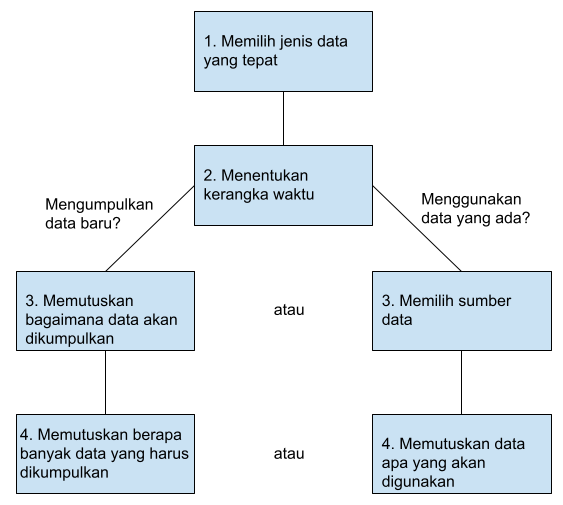 1. Memilih jenis data
yang tepat
2. Menentukan
kerangka waktu
Mengumpulkan
data baru?
Menggunakan
data yang ada?
3. Memutuskan
bagaimana data akan
dikumpulkan
atau
3. Memilih sumber
data
4. Memutuskan berapa
banyak data yang harus
dikumpulkan
atau
4. Memutuskan data
apa yang akan
digunakan